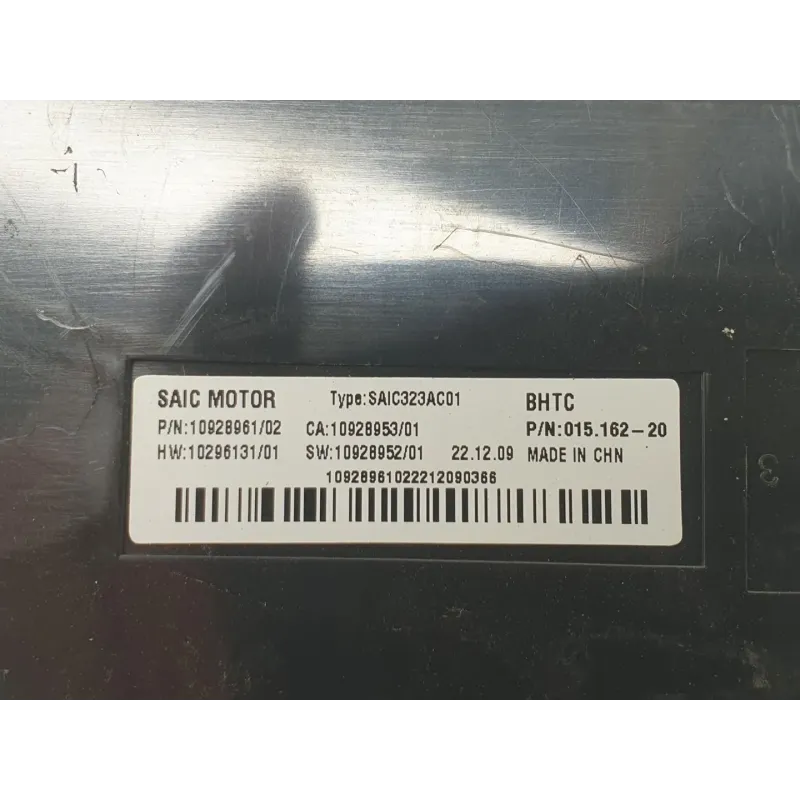 SAIC MOTOR Type:SAIC323AC01 BHTC
P/N:10928961/02 CA:10928953/01 P/N:015.162-20
HW:10296131/01 SW:10928952/01 22.12.09 MADE IN CHN
10928961022212090366
3